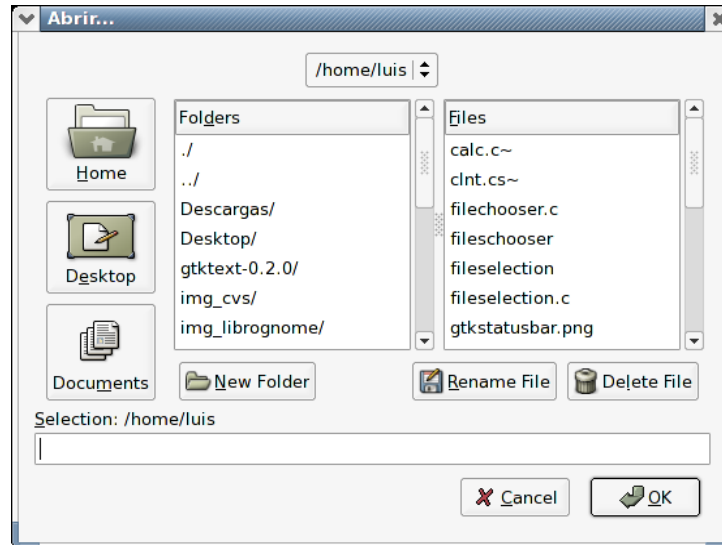 Abrir...
/home/luis
Home
Desktop
Documents
Folders
./
../
Descargas/
Desktop/
gtktext-0.2.0/
img_cvs/
img_librognome/
Files
calc.c~
clnt.cs~
filechooser.c
fileschooser
fileselection
fileselection.c
gtkstatusbar.png
New Folder
Rename File
Delete File
Selection: /home/luis
Cancel
OK